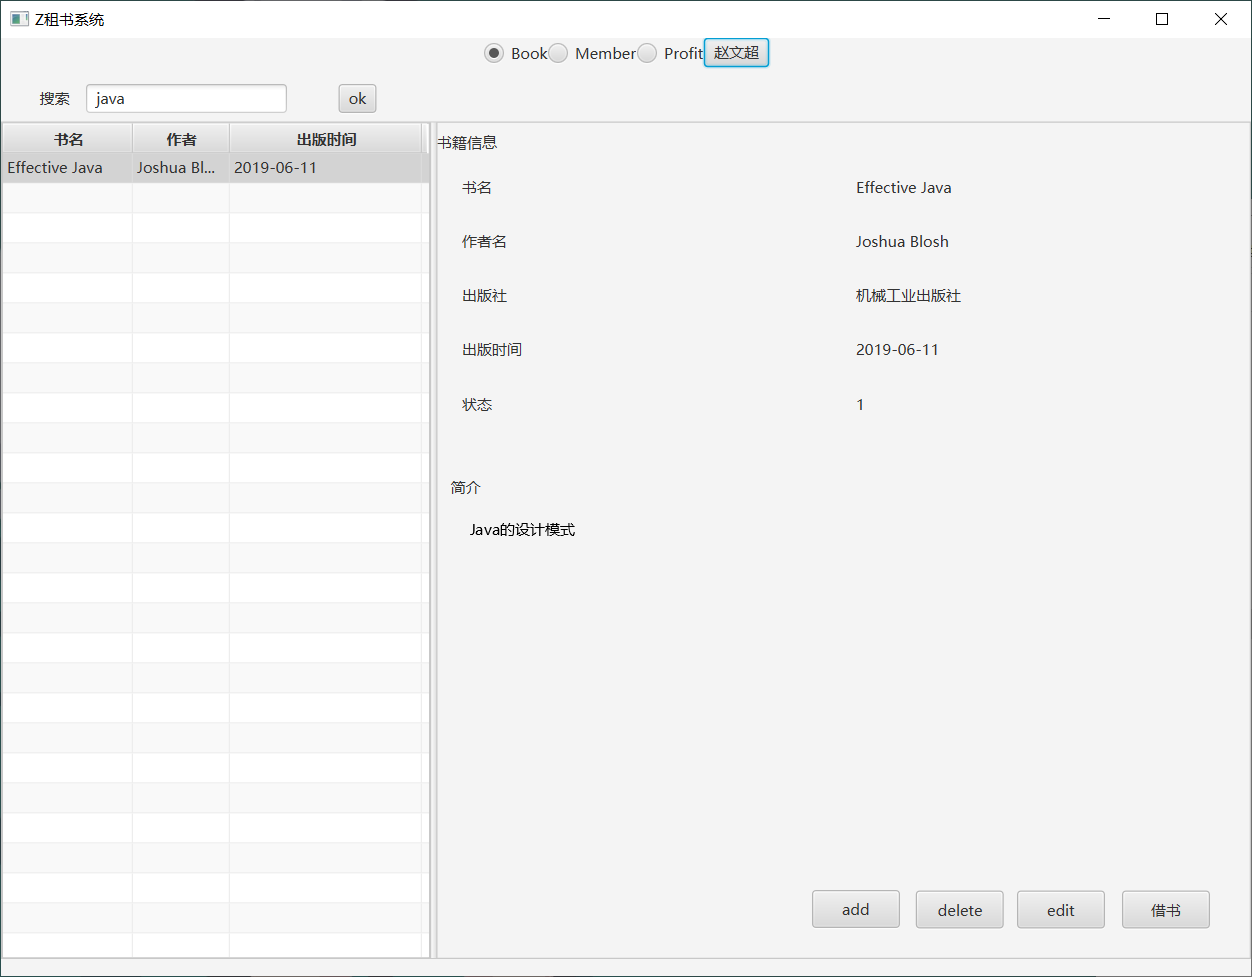 Z租书系统
Book Member Profit 赵文超
搜索 java ok
书名 作者 出版时间
Effective Java Joshua Bl... 2019-06-11
书籍信息
书名 Effective Java
作者名 Joshua Blosh
出版社 机械工业出版社
出版时间 2019-06-11
状态 1
简介
Java的设计模式
add delete edit 借书